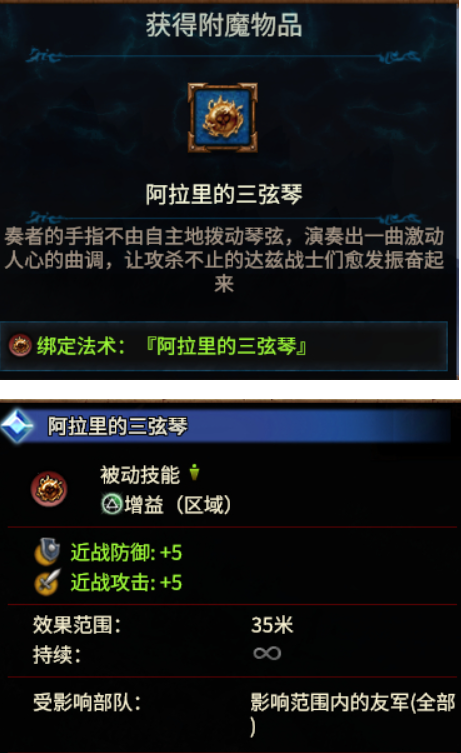 获得附魔物品
阿拉里的三弦琴
奏者的手指不由自主地拨动琴弦，演奏出一曲激动
人心的曲调，让攻杀不止的达兹战士们愈发振奋起
来
绑定法术：『阿拉里的三弦琴』
阿拉里的三弦琴
被动技能
增益（区域）
近战防御: +5
近战攻击: +5
效果范围： 35米
持续： ∞
受影响部队： 影响范围内的友军(全部
)